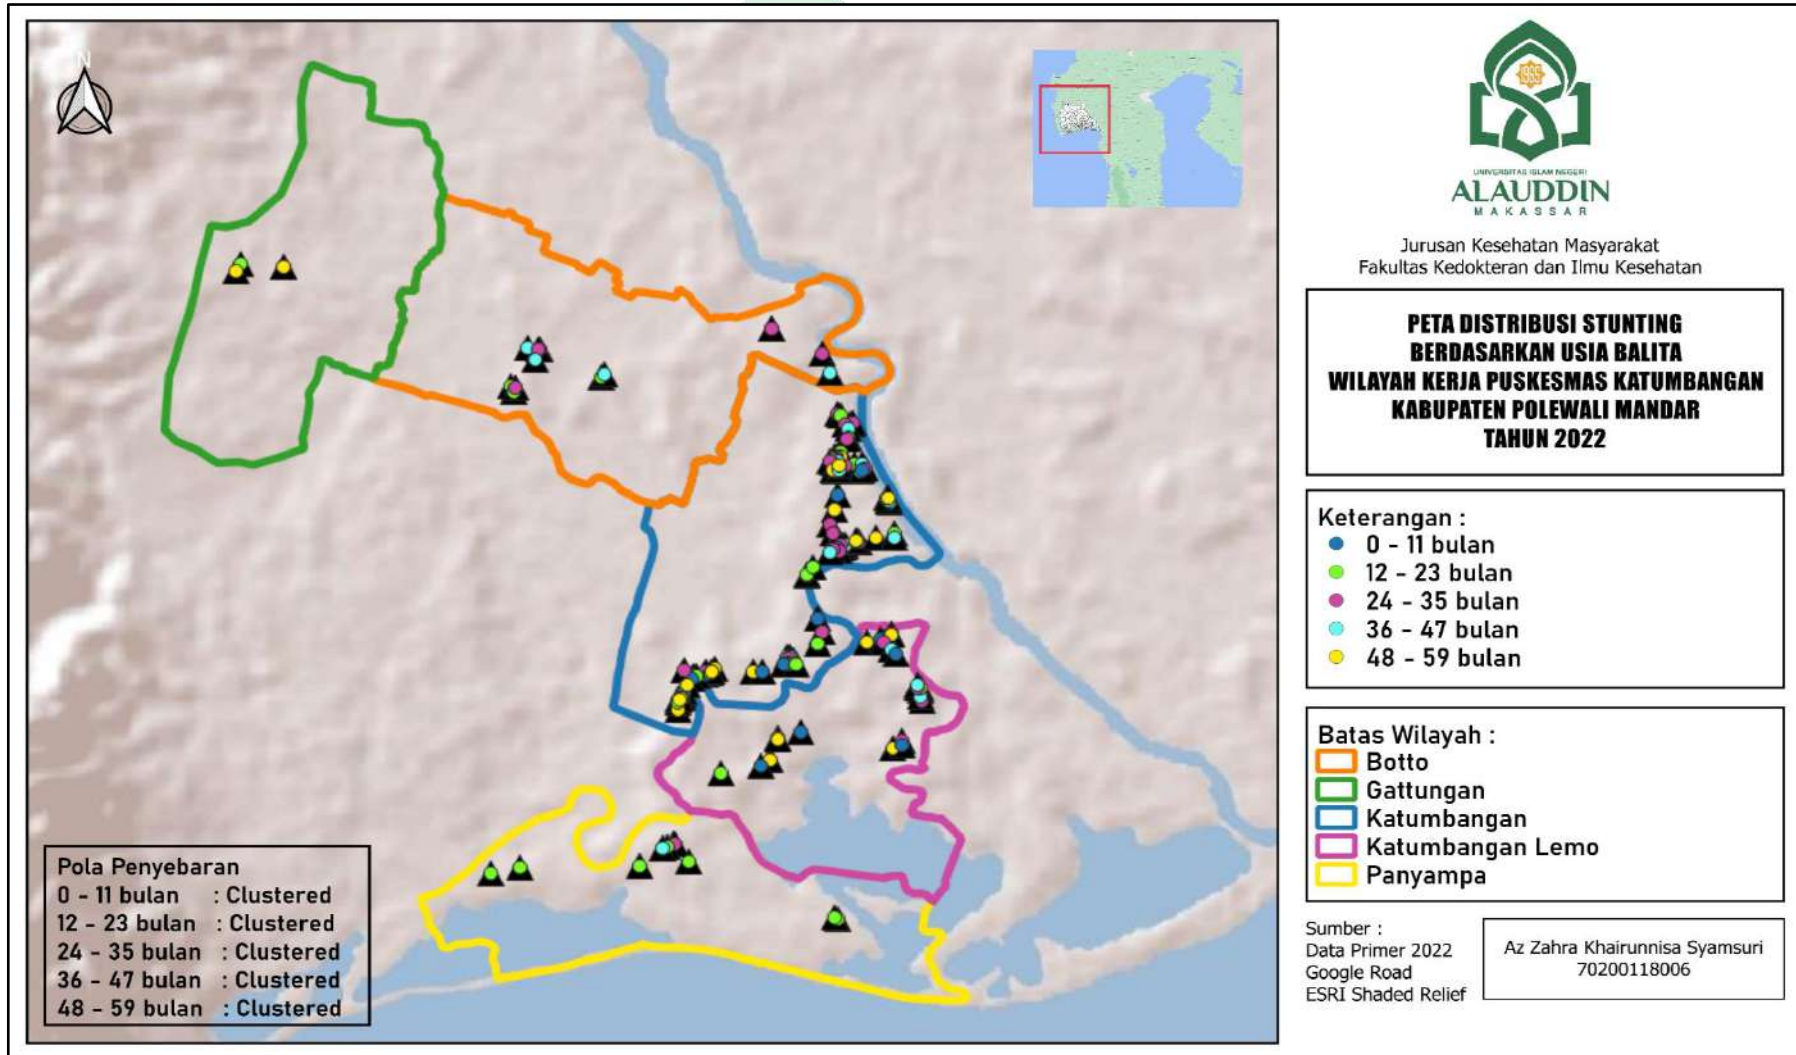 N
1965
UNIVERSITAS ISLAM NEGERI
ALAUDDIN
MAKASSAR
Jurusan Kesehatan Masyarakat
Fakultas Kedokteran dan Ilmu Kesehatan
PETA DISTRIBUSI STUNTING
BERDASARKAN USIA BALITA
WILAYAH KERJA PUSKESMAS KATUMBANGAN
KABUPATEN POLEWALI MANDAR
TAHUN 2022
Keterangan :
0 - 11 bulan
12 - 23 bulan
24 - 35 bulan
36 - 47 bulan
48 - 59 bulan
Batas Wilayah :
Botto
Gattungan
Katumbangan
Katumbangan Lemo
Panyampa
Pola Penyebaran
0 - 11 bulan : Clustered
12 - 23 bulan : Clustered
24 - 35 bulan : Clustered
36 - 47 bulan : Clustered
48 - 59 bulan : Clustered
Sumber :
Data Primer 2022
Google Road
ESRI Shaded Relief
Az Zahra Khairunnisa Syamsuri
70200118006